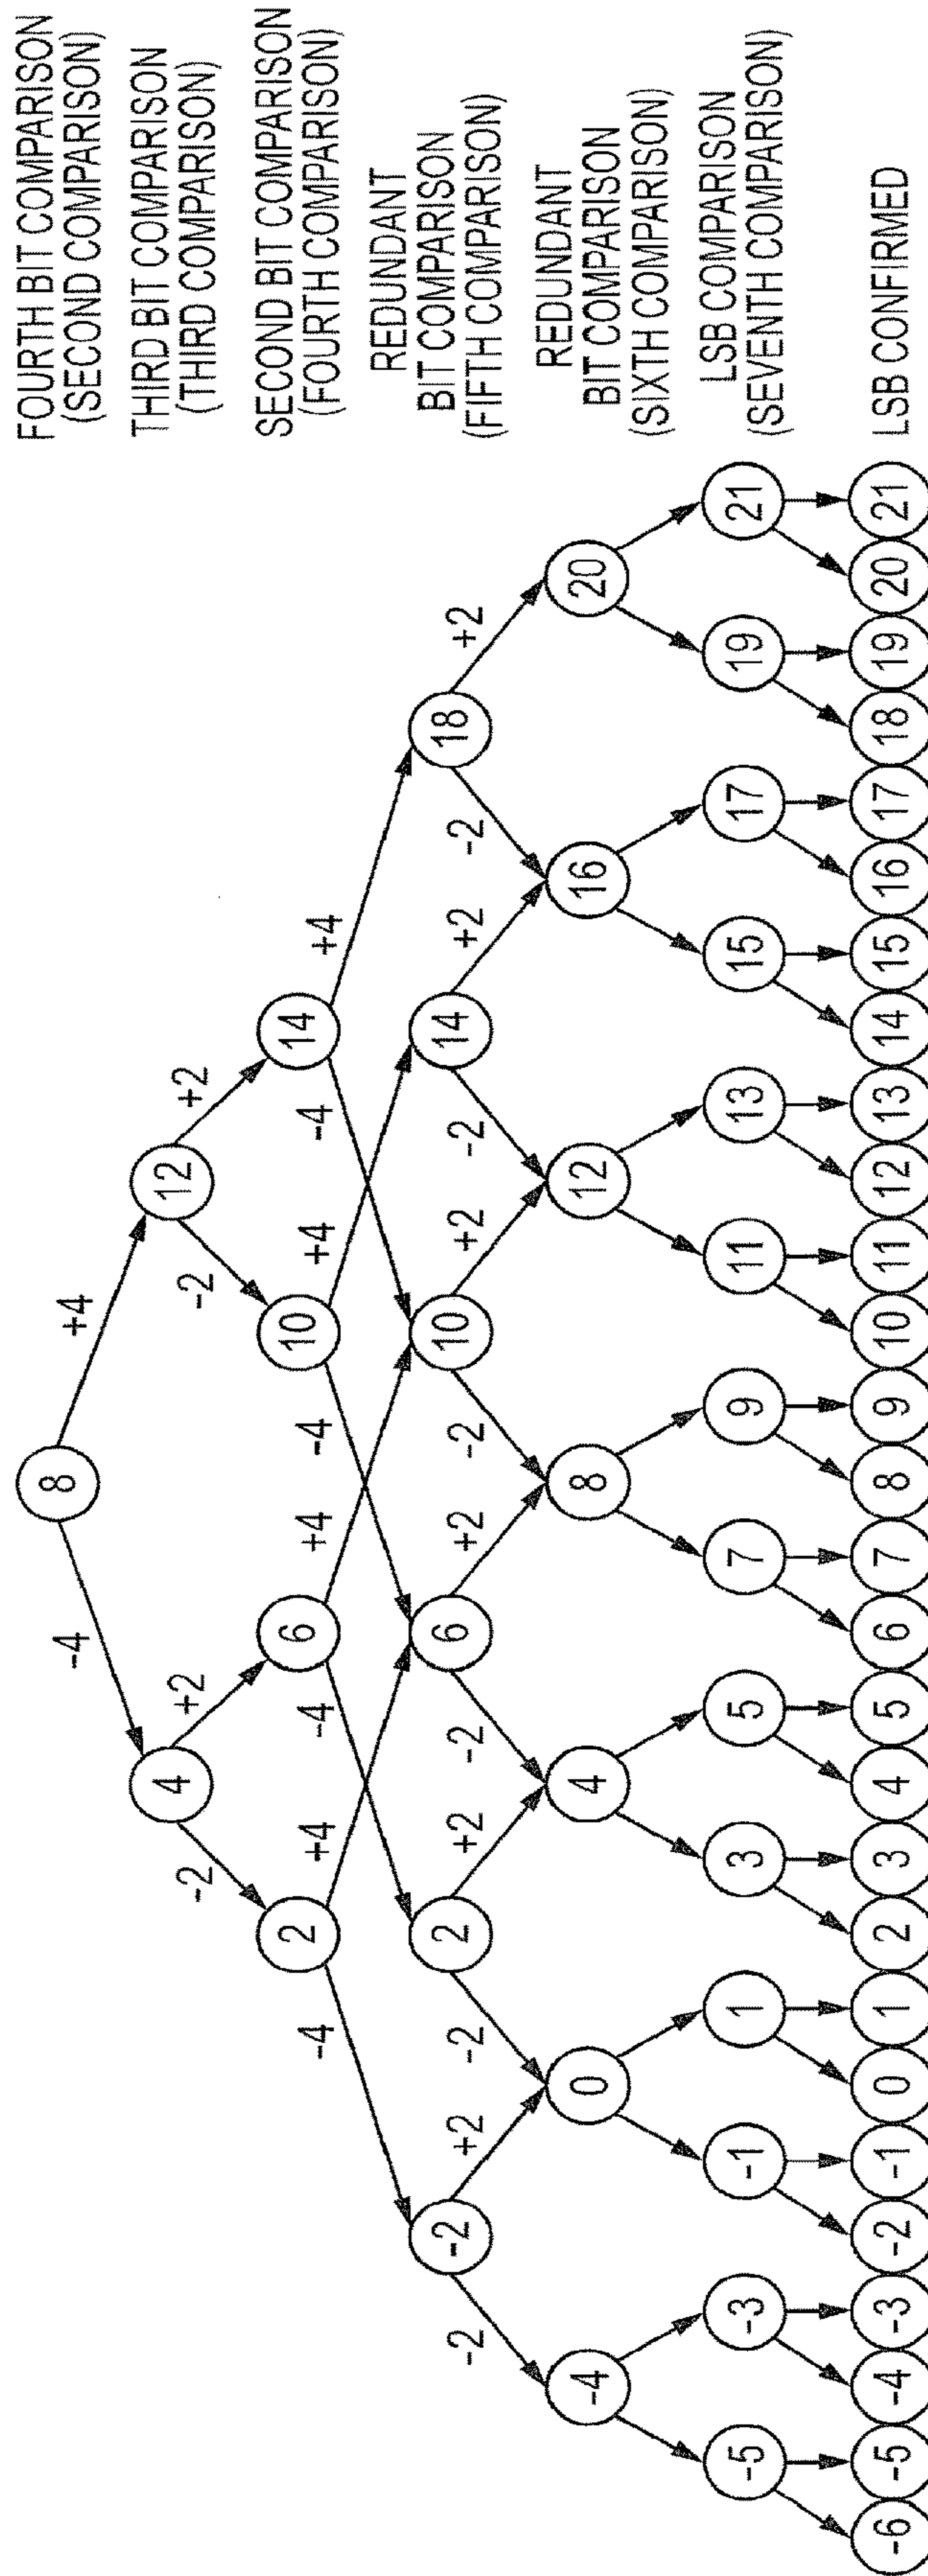 FOURTH BIT COMPARISON
(SECOND COMPARISON)
THIRD BIT COMPARISON
(THIRD COMPARISON)
SECOND BIT COMPARISON
(FOURTH COMPARISON)
REDUNDANT
BIT COMPARISON
(FIFTH COMPARISON)
REDUNDANT
BIT COMPARISON
(SIXTH COMPARISON)
LSB COMPARISON
(SEVENTH COMPARISON)
LSB CONFIRMED
8
-4 +4
4 12
-2 +2 -2 +2
2 6 10 14
-4 +4 -4 +4 -4 +4 -4 +4
-2 2 6 10 14 18
-2 +2 -2 +2 -2 +2 -2 +2 -2 +2 -2 +2
-4 0 4 8 12 16 20
-5 -3 -1 1 3 5 7 9 11 13 15 17 19 21
-6 -5 -4 -3 -2 -1 0 1 2 3 4 5 6 7 8 9 10 11 12 13 14 15 16 17 18 19 20 21